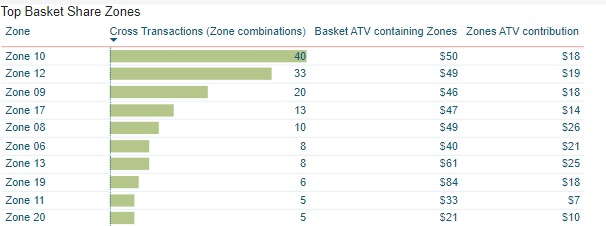 Top Basket Share Zones
Zone Cross Transactions (Zone combinations) Basket ATV containing Zones Zones ATV contribution
Zone 10 40 $50 $18
Zone 12 33 $49 $19
Zone 09 20 $46 $18
Zone 17 13 $47 $14
Zone 08 10 $49 $26
Zone 06 8 $40 $21
Zone 13 8 $61 $25
Zone 19 6 $84 $18
Zone 11 5 $33 $7
Zone 20 5 $21 $10